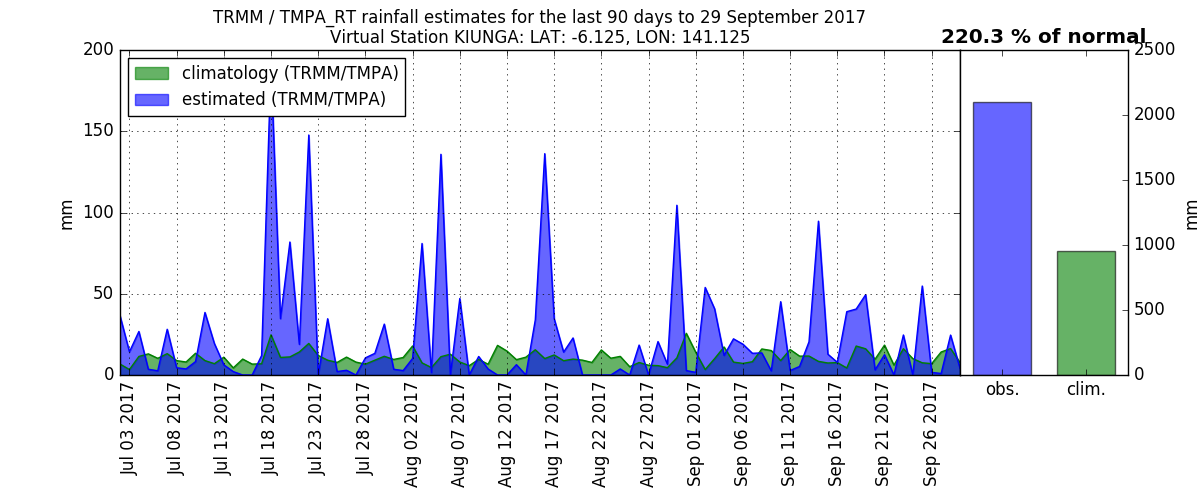 TRMM / TMPA_RT rainfall estimates for the last 90 days to 29 September 2017
Virtual Station KIUNGA: LAT: -6.125, LON: 141.125
220.3 % of normal
climatology (TRMM/TMPA)
estimated (TRMM/TMPA)
200
150
100
50
0
mm
Jul 03 2017
Jul 08 2017
Jul 13 2017
Jul 18 2017
Jul 23 2017
Jul 28 2017
Aug 02 2017
Aug 07 2017
Aug 12 2017
Aug 17 2017
Aug 22 2017
Aug 27 2017
Sep 01 2017
Sep 06 2017
Sep 11 2017
Sep 16 2017
Sep 21 2017
Sep 26 2017
obs.
clim.
2500
2000
1500
1000
500
0
mm